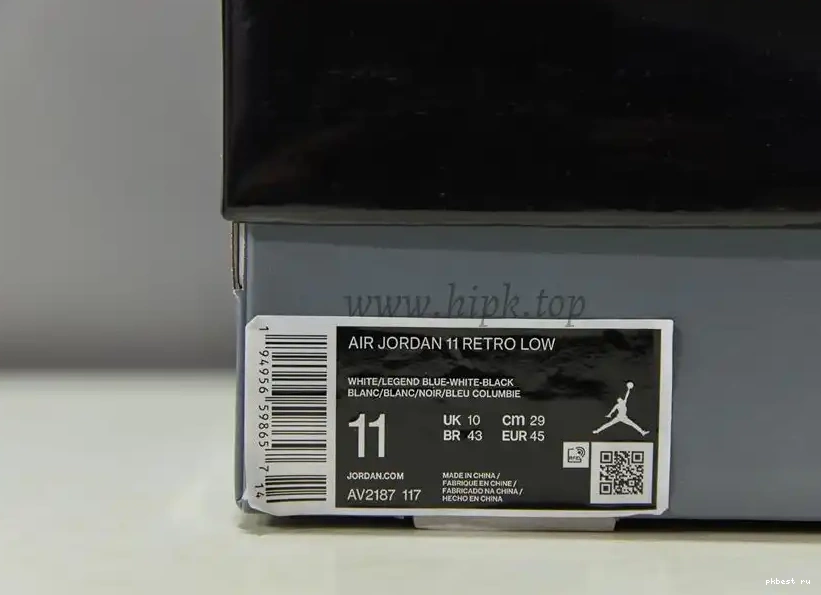 www.hipk.top
AIR JORDAN 11 RETRO LOW
WHITE/LEGEND BLUE-WHITE-BLACK
BLANC/BLANC/NOIR/BLEU COLUMBIE
11
UK 10 cm 29
BR 43 EUR 45
JORDAN.COM
AV2187 117
MADE IN CHINA /
FABRIQUE EN CHINE /
FABRICADO NA CHINA /
HECHO EN CHINA
1 94956 59865 7 14
pkbest ru